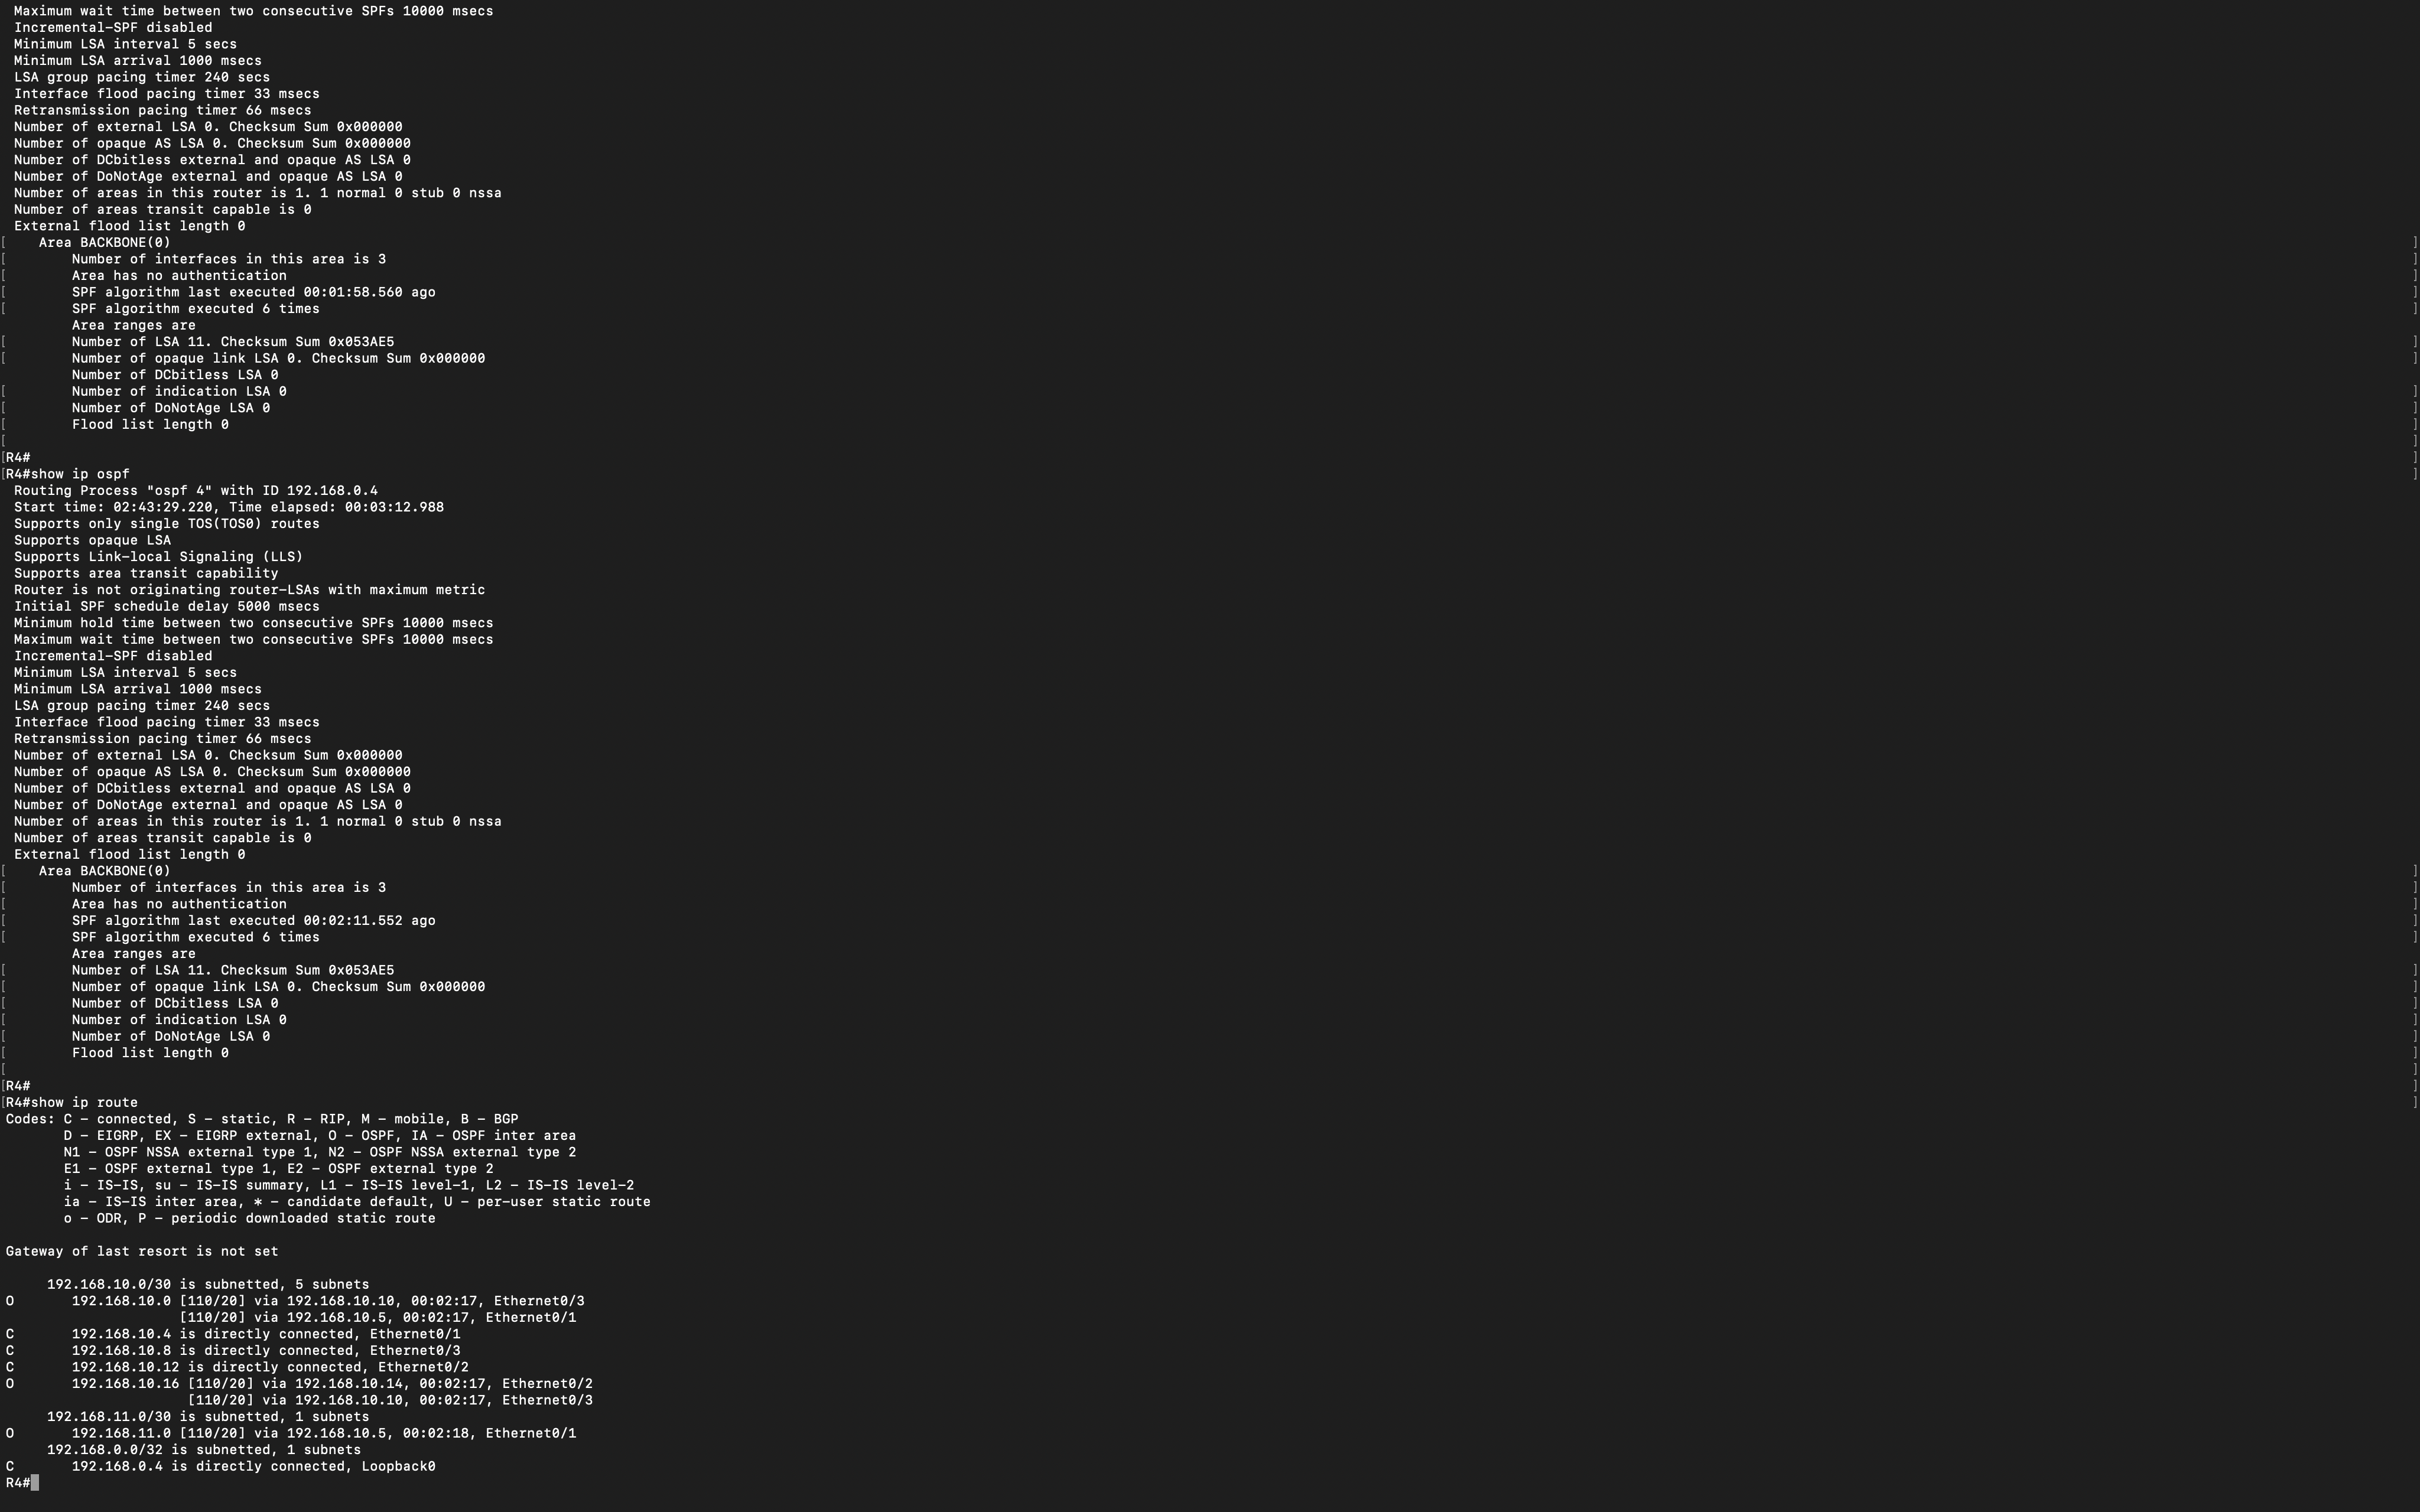 Maximum wait time between two consecutive SPFs 10000 msecs
Incremental-SPF disabled
Minimum LSA interval 5 secs
Minimum LSA arrival 1000 msecs
LSA group pacing timer 240 secs
Interface flood pacing timer 33 msecs
Retransmission pacing timer 66 msecs
Number of external LSA 0. Checksum Sum 0x000000
Number of opaque AS LSA 0. Checksum Sum 0x000000
Number of DCbitless external and opaque AS LSA 0
Number of DoNotAge external and opaque AS LSA 0
Number of areas in this router is 1. 1 normal 0 stub 0 nssa
Number of areas transit capable is 0
External flood list length 0
[    Area BACKBONE(0) ]
[        Number of interfaces in this area is 3 ]
[        Area has no authentication ]
[        SPF algorithm last executed 00:01:58.560 ago ]
[        SPF algorithm executed 6 times ]
Area ranges are
[        Number of LSA 11. Checksum Sum 0x053AE5 ]
[        Number of opaque link LSA 0. Checksum Sum 0x000000 ]
Number of DCbitless LSA 0
[        Number of indication LSA 0 ]
[        Number of DoNotAge LSA 0 ]
[        Flood list length 0 ]
[ ]
[R4# ]
[R4#show ip ospf ]
Routing Process "ospf 4" with ID 192.168.0.4
Start time: 02:43:29.220, Time elapsed: 00:03:12.988
Supports only single TOS(TOS0) routes
Supports opaque LSA
Supports Link-local Signaling (LLS)
Supports area transit capability
Router is not originating router-LSAs with maximum metric
Initial SPF schedule delay 5000 msecs
Minimum hold time between two consecutive SPFs 10000 msecs
Maximum wait time between two consecutive SPFs 10000 msecs
Incremental-SPF disabled
Minimum LSA interval 5 secs
Minimum LSA arrival 1000 msecs
LSA group pacing timer 240 secs
Interface flood pacing timer 33 msecs
Retransmission pacing timer 66 msecs
Number of external LSA 0. Checksum Sum 0x000000
Number of opaque AS LSA 0. Checksum Sum 0x000000
Number of DCbitless external and opaque AS LSA 0
Number of DoNotAge external and opaque AS LSA 0
Number of areas in this router is 1. 1 normal 0 stub 0 nssa
Number of areas transit capable is 0
External flood list length 0
[    Area BACKBONE(0) ]
[        Number of interfaces in this area is 3 ]
[        Area has no authentication ]
[        SPF algorithm last executed 00:02:11.552 ago ]
[        SPF algorithm executed 6 times ]
Area ranges are
[        Number of LSA 11. Checksum Sum 0x053AE5 ]
[        Number of opaque link LSA 0. Checksum Sum 0x000000 ]
[        Number of DCbitless LSA 0 ]
[        Number of indication LSA 0 ]
[        Number of DoNotAge LSA 0 ]
[        Flood list length 0 ]
[ ]
[R4# ]
[R4#show ip route ]
Codes: C - connected, S - static, R - RIP, M - mobile, B - BGP
D - EIGRP, EX - EIGRP external, O - OSPF, IA - OSPF inter area
N1 - OSPF NSSA external type 1, N2 - OSPF NSSA external type 2
E1 - OSPF external type 1, E2 - OSPF external type 2
i - IS-IS, su - IS-IS summary, L1 - IS-IS level-1, L2 - IS-IS level-2
ia - IS-IS inter area, * - candidate default, U - per-user static route
o - ODR, P - periodic downloaded static route
Gateway of last resort is not set
192.168.10.0/30 is subnetted, 5 subnets
O       192.168.10.0 [110/20] via 192.168.10.10, 00:02:17, Ethernet0/3
[110/20] via 192.168.10.5, 00:02:17, Ethernet0/1
C       192.168.10.4 is directly connected, Ethernet0/1
C       192.168.10.8 is directly connected, Ethernet0/3
C       192.168.10.12 is directly connected, Ethernet0/2
O       192.168.10.16 [110/20] via 192.168.10.14, 00:02:17, Ethernet0/2
[110/20] via 192.168.10.10, 00:02:17, Ethernet0/3
192.168.11.0/30 is subnetted, 1 subnets
O       192.168.11.0 [110/20] via 192.168.10.5, 00:02:18, Ethernet0/1
192.168.0.0/32 is subnetted, 1 subnets
C       192.168.0.4 is directly connected, Loopback0
R4#